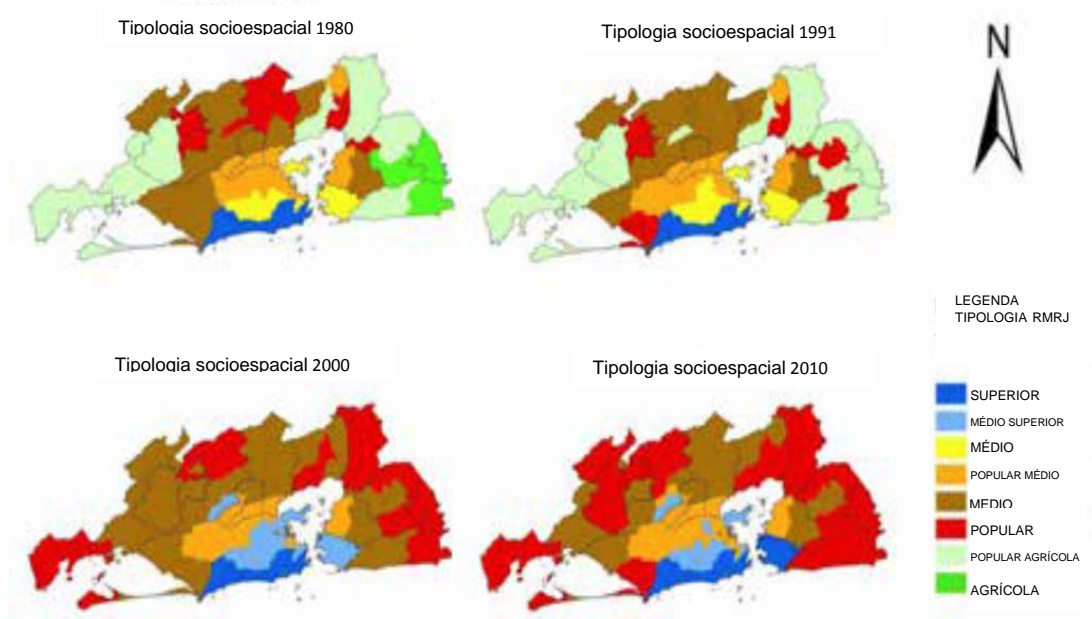 Tipologia socioespacial 1980
Tipologia socioespacial 1991
N
Tipologia socioespacial 2000
Tipologia socioespacial 2010
LEGENDA
TIPOLOGIA RMRJ
SUPERIOR
MÉDIO SUPERIOR
MÉDIO
POPULAR MÉDIO
MEDIO
POPULAR
POPULAR AGRÍCOLA
AGRÍCOLA